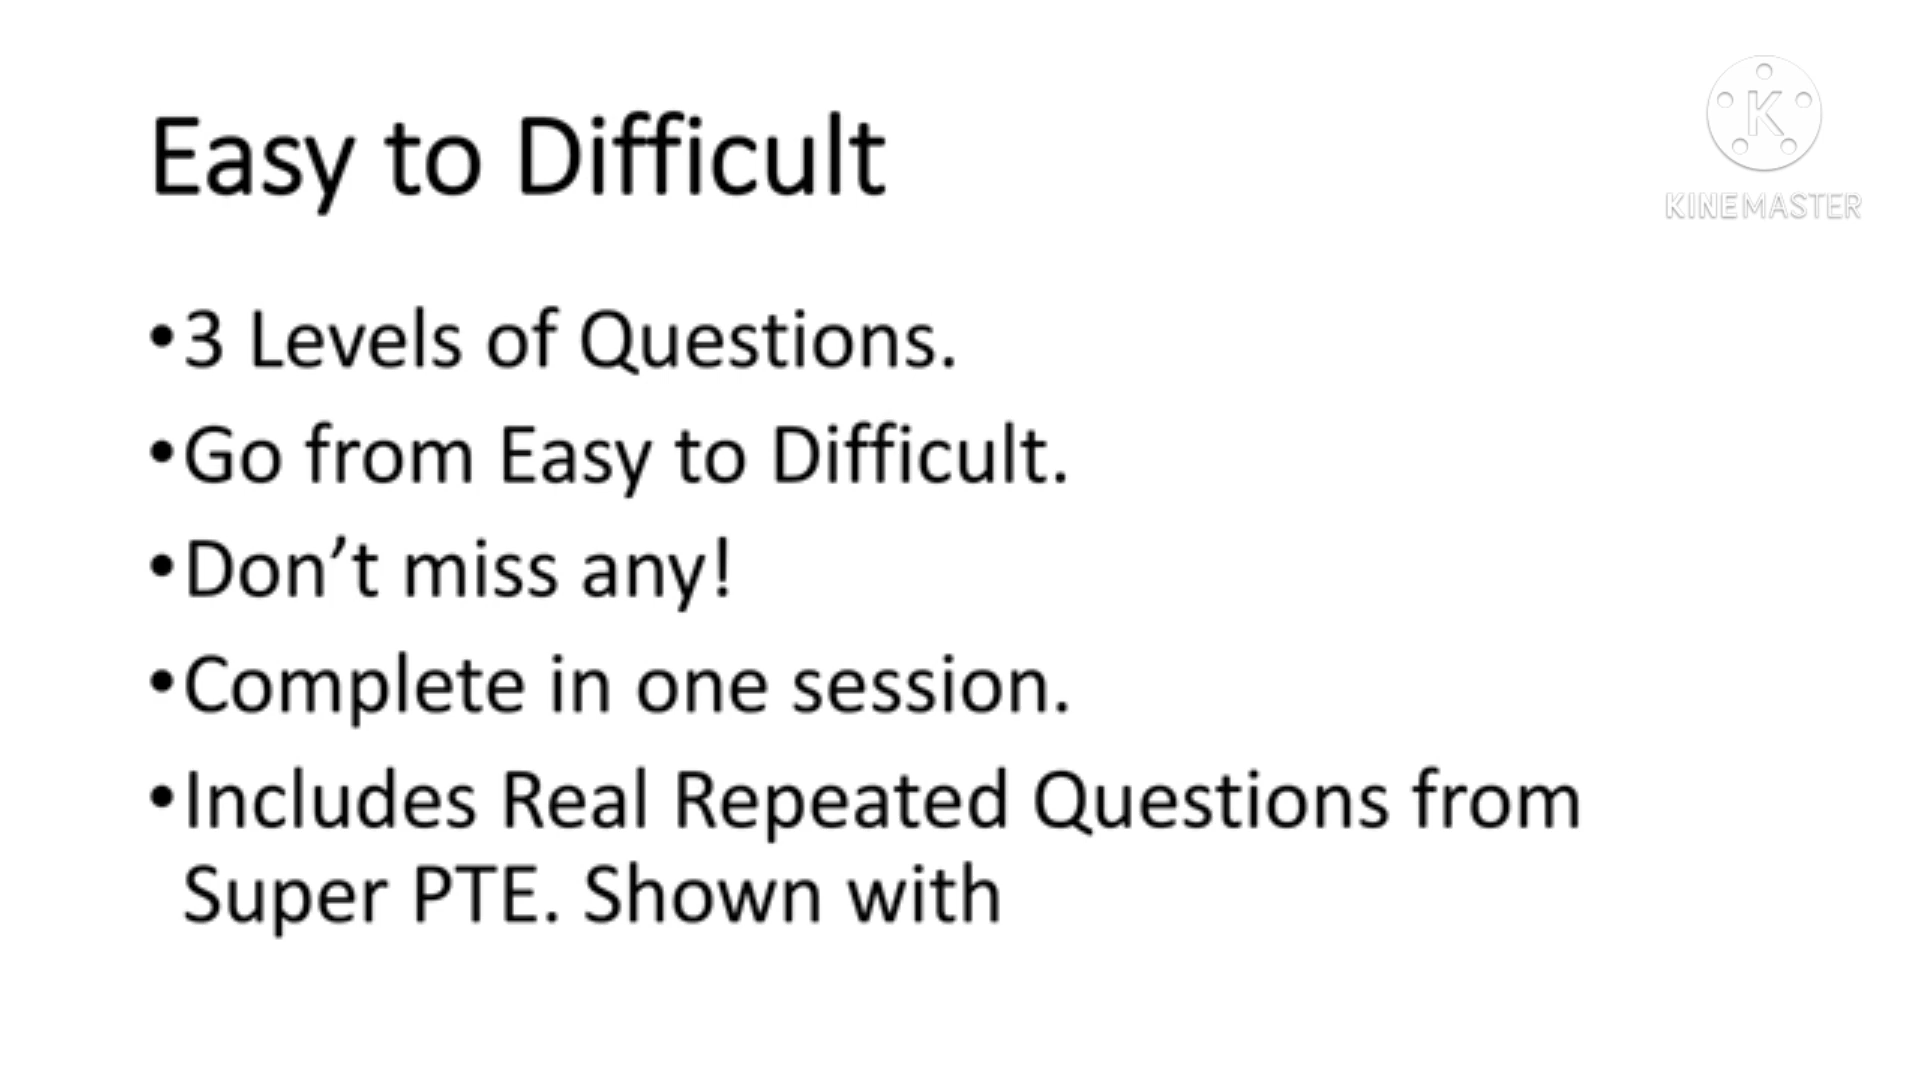 Easy to Difficult
K
KINEMASTER
•3 Levels of Questions.
•Go from Easy to Difficult.
•Don’t miss any!
•Complete in one session.
•Includes Real Repeated Questions from
Super PTE. Shown with